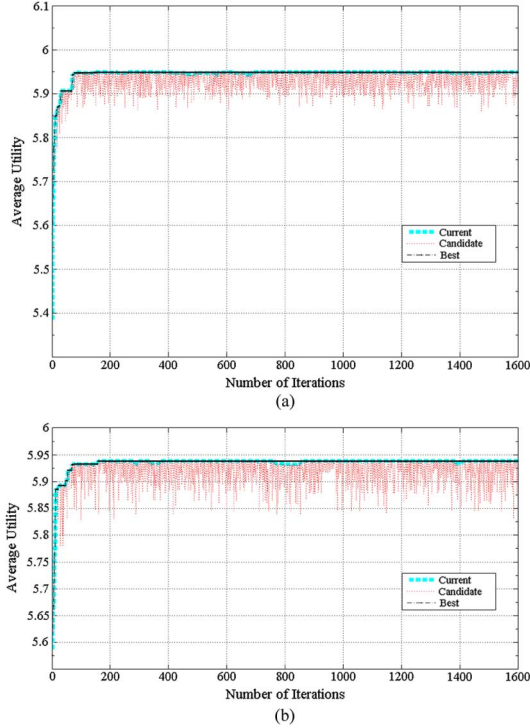 6.1
6
5.9
5.8
5.7
5.6
5.5
5.4
Average Utility
Current
Candidate
Best
0 200 400 600 800 1000 1200 1400 1600
Number of Iterations
(a)
6
5.95
5.9
5.85
5.8
5.75
5.7
5.65
5.6
Average Utility
Current
Candidate
Best
0 200 400 600 800 1000 1200 1400 1600
Number of Iterations
(b)